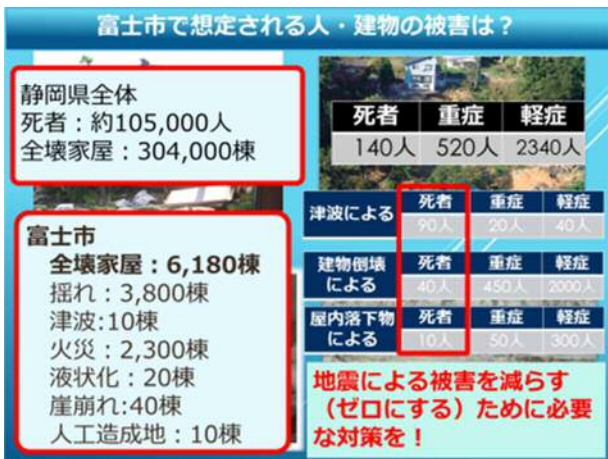 富士市で想定される人・建物の被害は？
静岡県全体
死者：約105,000人
全壊家屋：304,000棟
富士市
全壊家屋：6,180棟
揺れ：3,800棟
津波:10棟
火災：2,300棟
液状化：20棟
崖崩れ:40棟
人工造成地：10棟
死者 重症 軽症
140人 520人 2340人
津波による 死者 重症 軽症
90人 20人 40人
建物倒壊 死者 重症 軽症
による 40人 450人 2000人
屋内落下物 死者 重症 軽症
による 10人 50人 300人
地震による被害を減らす
（ゼロにする）ために必要
な対策を！